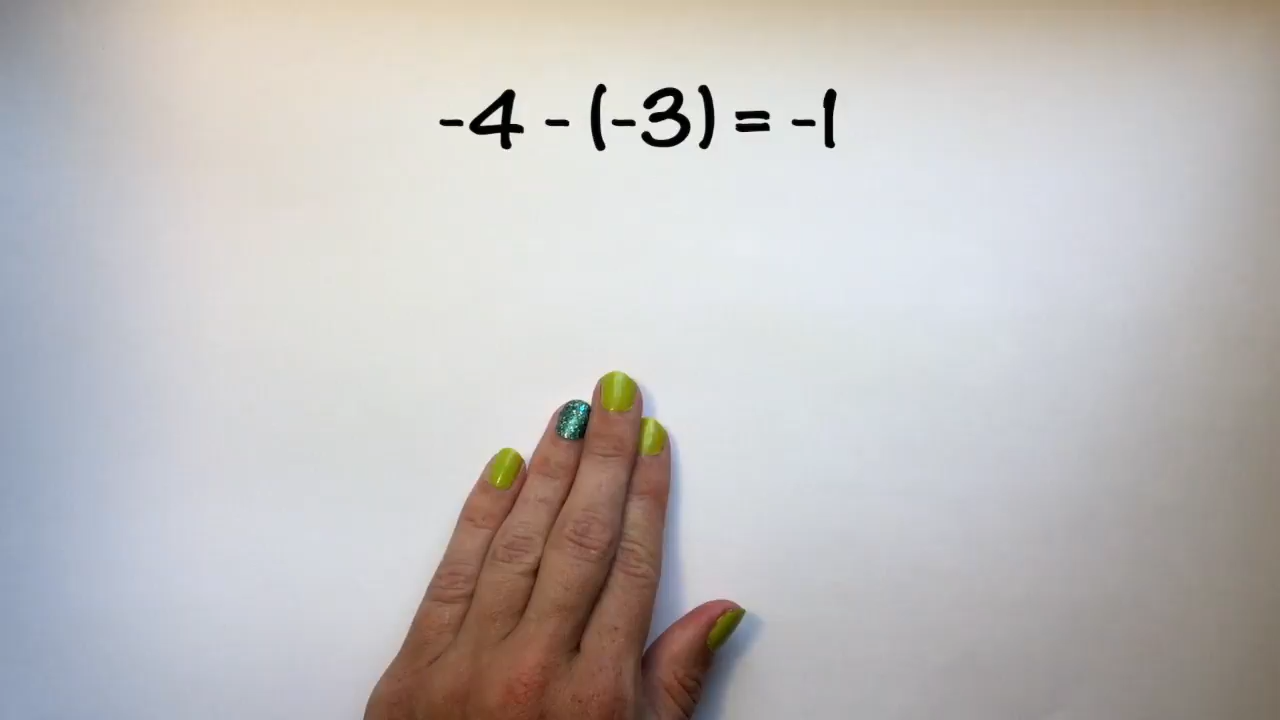 -4 - (-3) = -1